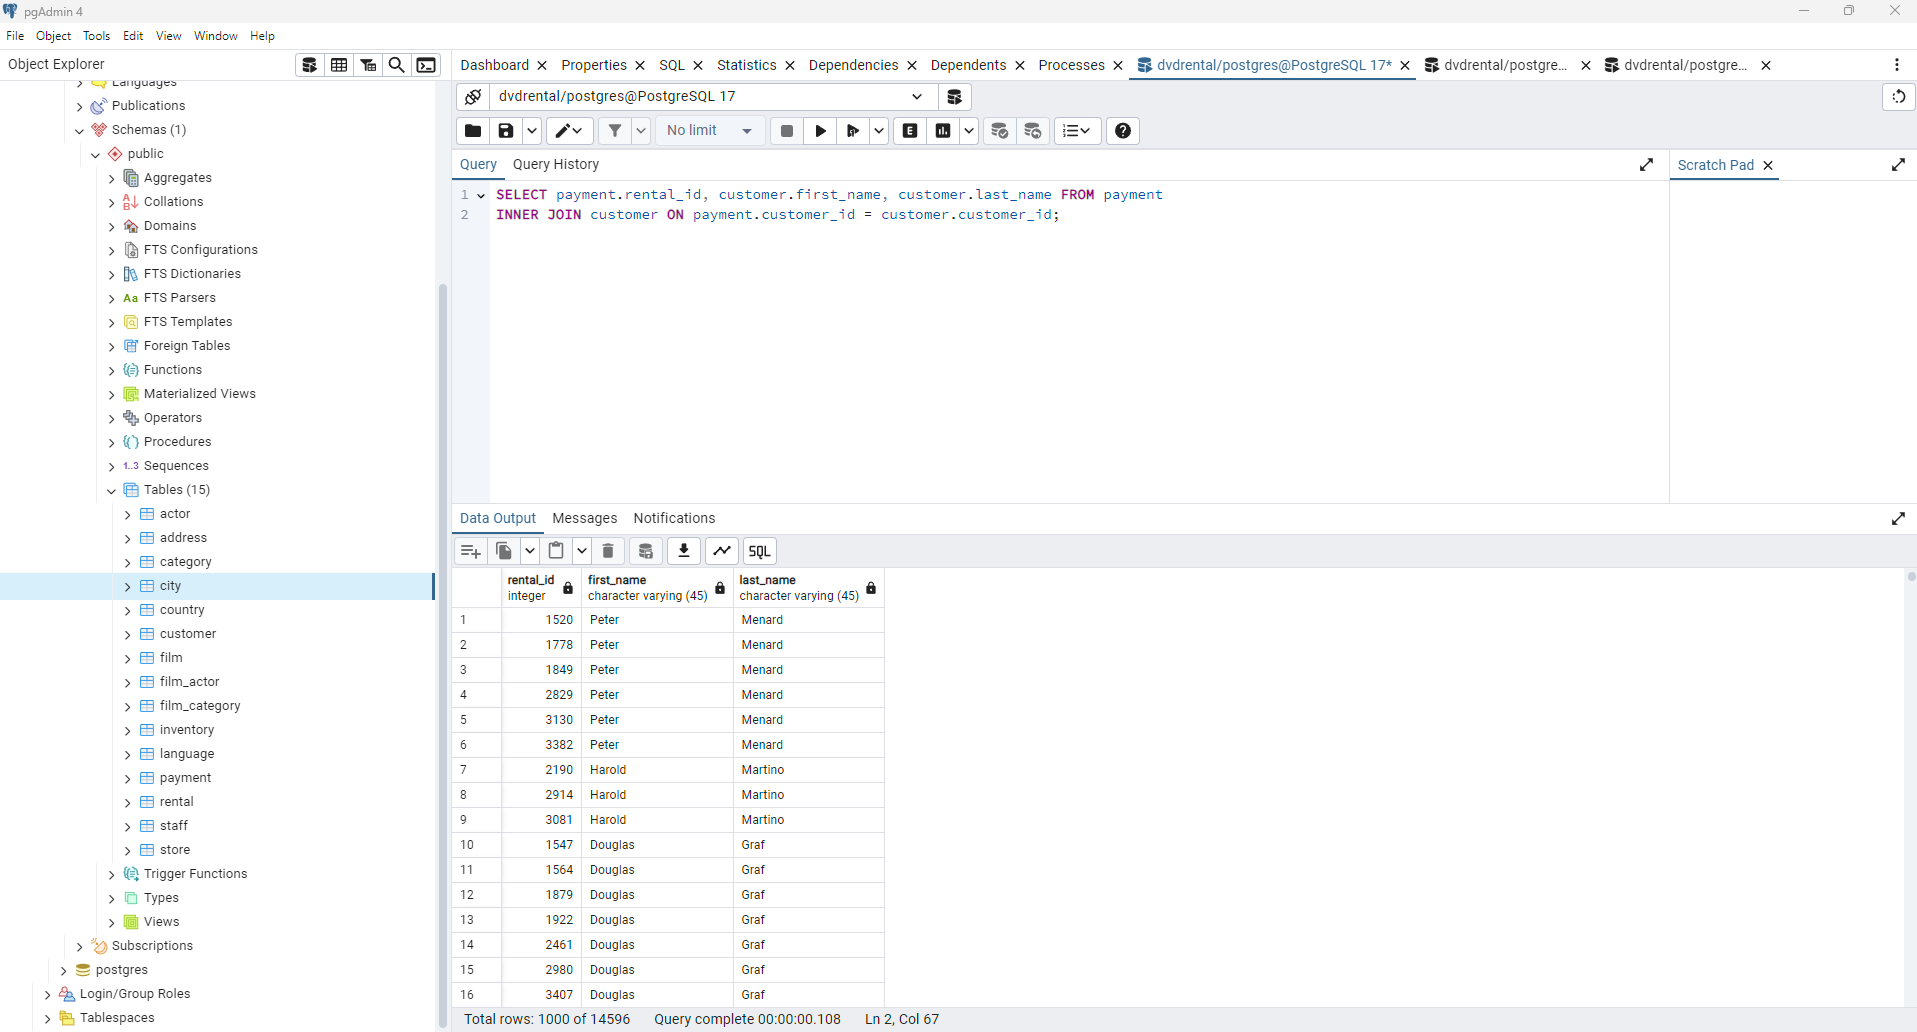 pgAdmin 4
File Object Tools Edit View Window Help
Object Explorer
Dashboard Properties SQL Statistics Dependencies Dependents Processes dvdrental/postgres@PostgreSQL 17* dvdrental/postgre... dvdrental/postgre...
dvdrental/postgres@PostgreSQL 17
No limit
E
Query Query History
Scratch Pad
1 SELECT payment.rental_id, customer.first_name, customer.last_name FROM payment
2 INNER JOIN customer ON payment.customer_id = customer.customer_id;
Languages
Publications
Schemas (1)
public
Aggregates
Collations
Domains
FTS Configurations
FTS Dictionaries
Aa FTS Parsers
FTS Templates
Foreign Tables
Functions
Materialized Views
Operators
Procedures
1..3 Sequences
Tables (15)
actor
address
category
city
country
customer
film
film_actor
film_category
inventory
language
payment
rental
staff
store
Trigger Functions
Types
Views
Subscriptions
postgres
Login/Group Roles
Tablespaces
Data Output Messages Notifications
SQL
rental_id first_name last_name
integer character varying (45) character varying (45)
1 1520 Peter Menard
2 1778 Peter Menard
3 1849 Peter Menard
4 2829 Peter Menard
5 3130 Peter Menard
6 3382 Peter Menard
7 2190 Harold Martino
8 2914 Harold Martino
9 3081 Harold Martino
10 1547 Douglas Graf
11 1564 Douglas Graf
12 1879 Douglas Graf
13 1922 Douglas Graf
14 2461 Douglas Graf
15 2980 Douglas Graf
16 3407 Douglas Graf
Total rows: 1000 of 14596 Query complete 00:00:00.108 Ln 2, Col 67